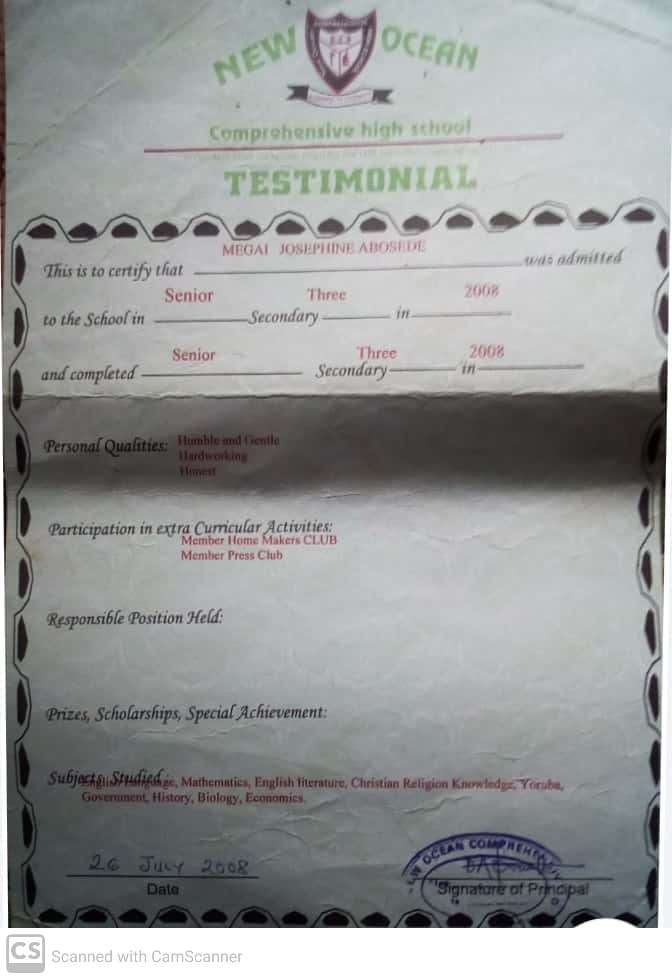 NEW OCEAN
Comprehensive high school
TESTIMONIAL
MEGAI JOSEPHINE ABOSEDE
This is to certify that was admitted
Senior Three 2008
to the School in Secondary in
Senior Three 2008
and completed Secondary in
Personal Qualities: Humble and Gentle
Hardworking
Honest
Participation in extra Curricular Activities:
Member Home Makers CLUB
Member Press Club
Responsible Position Held:
Prizes, Scholarships, Special Achievement:
Subjects Studied:
English Language, Mathematics, English literature, Christian Religion Knowledge, Yoruba,
Government, History, Biology, Economics.
26 JULY 2008
Date
OCEAN COMPREHENSIV
Signature of Principal
CS Scanned with CamScanner